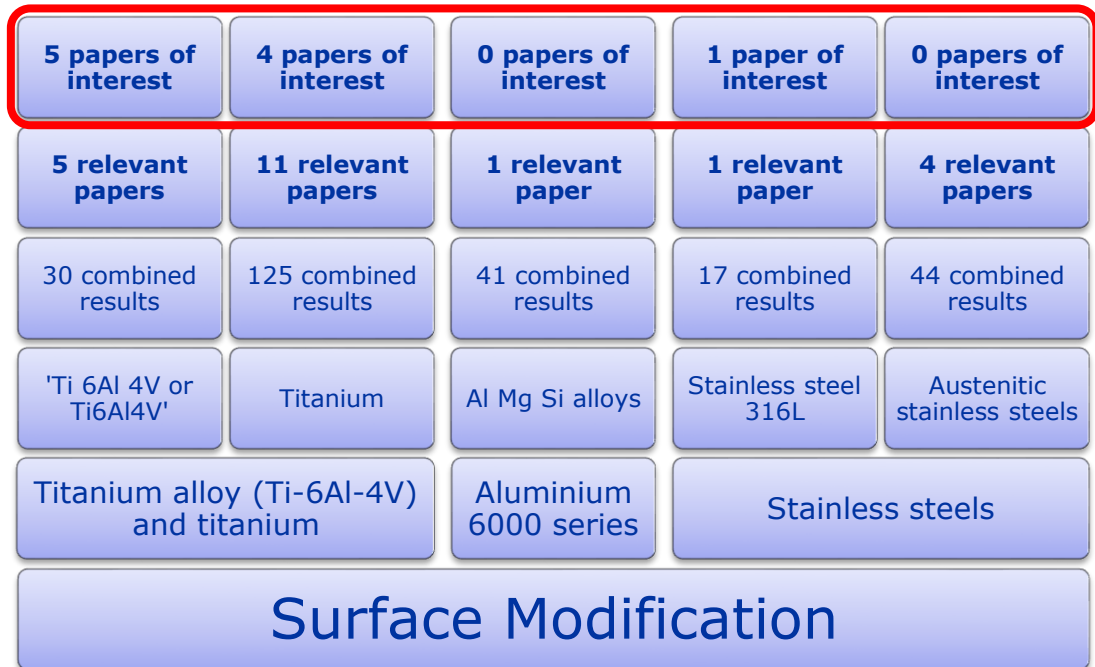 5 papers of
interest
4 papers of
interest
0 papers of
interest
1 paper of
interest
0 papers of
interest
5 relevant
papers
11 relevant
papers
1 relevant
paper
1 relevant
paper
4 relevant
papers
30 combined
results
125 combined
results
41 combined
results
17 combined
results
44 combined
results
'Ti 6Al 4V or
Ti6Al4V'
Titanium
Al Mg Si alloys
Stainless steel
316L
Austenitic
stainless steels
Titanium alloy (Ti-6Al-4V)
and titanium
Aluminium
6000 series
Stainless steels
Surface Modification